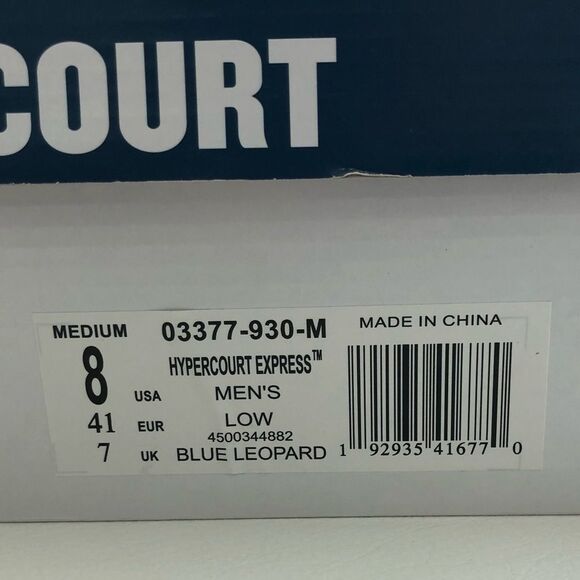 COURT
MEDIUM 03377-930-M MADE IN CHINA
8 USA HYPERCOURT EXPRESS™
MEN'S
41 EUR LOW
4500344882
7 UK BLUE LEOPARD 1 92935 41677 0